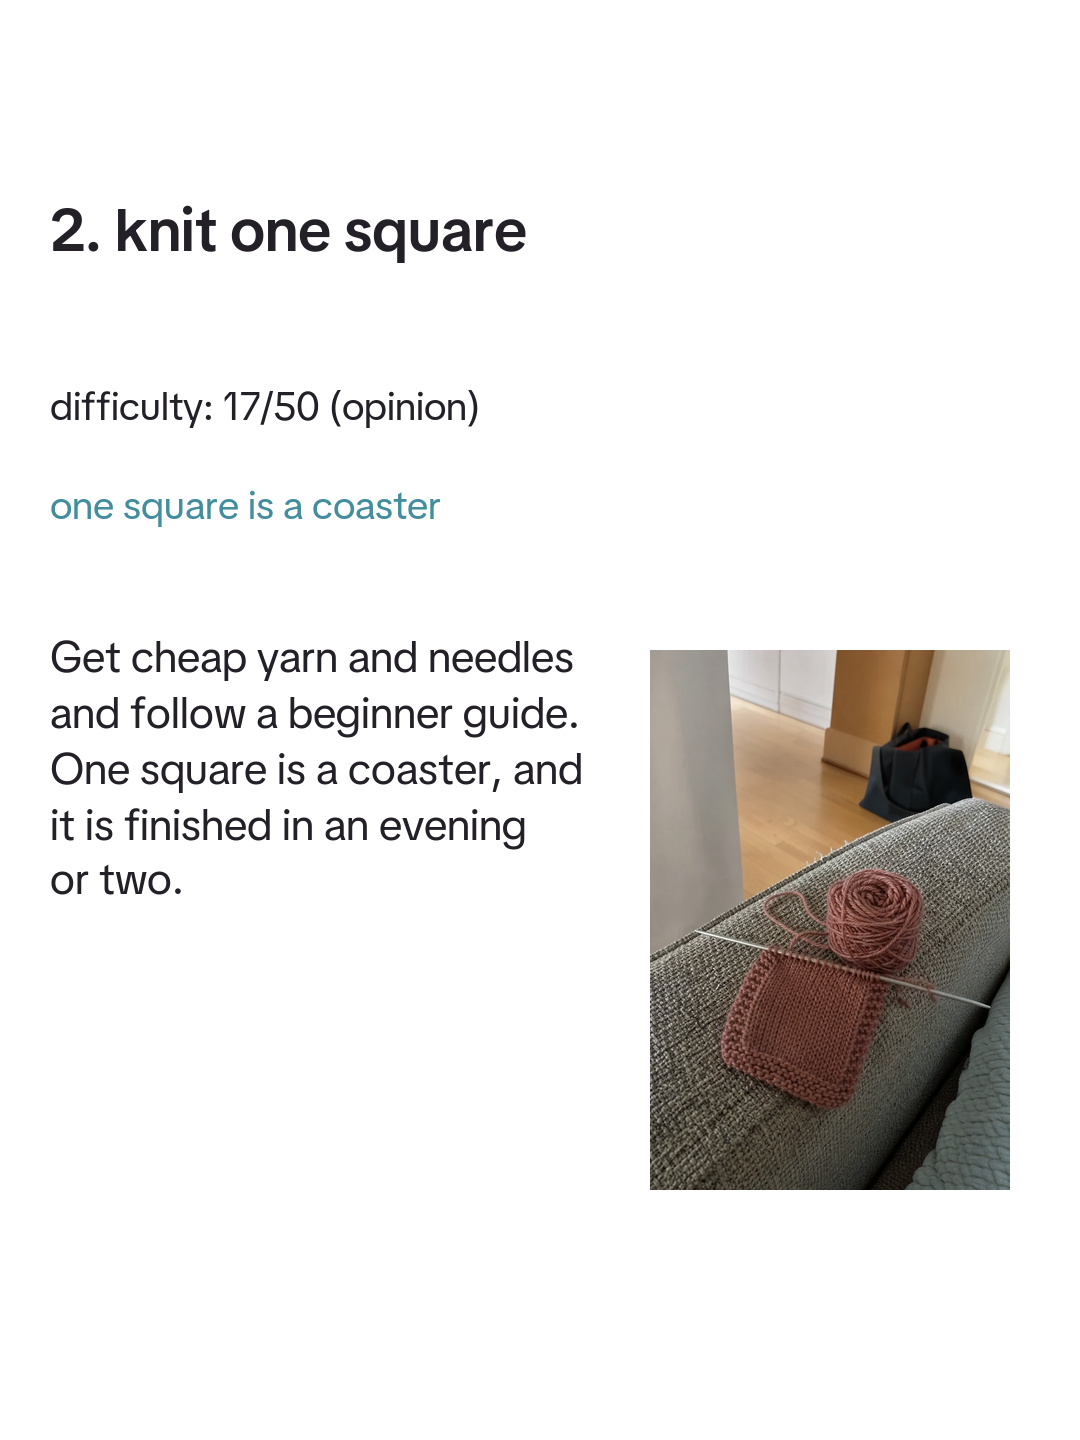 2. knit one square
difficulty: 17/50 (opinion)
one square is a coaster
Get cheap yarn and needles
and follow a beginner guide.
One square is a coaster, and
it is finished in an evening
or two.